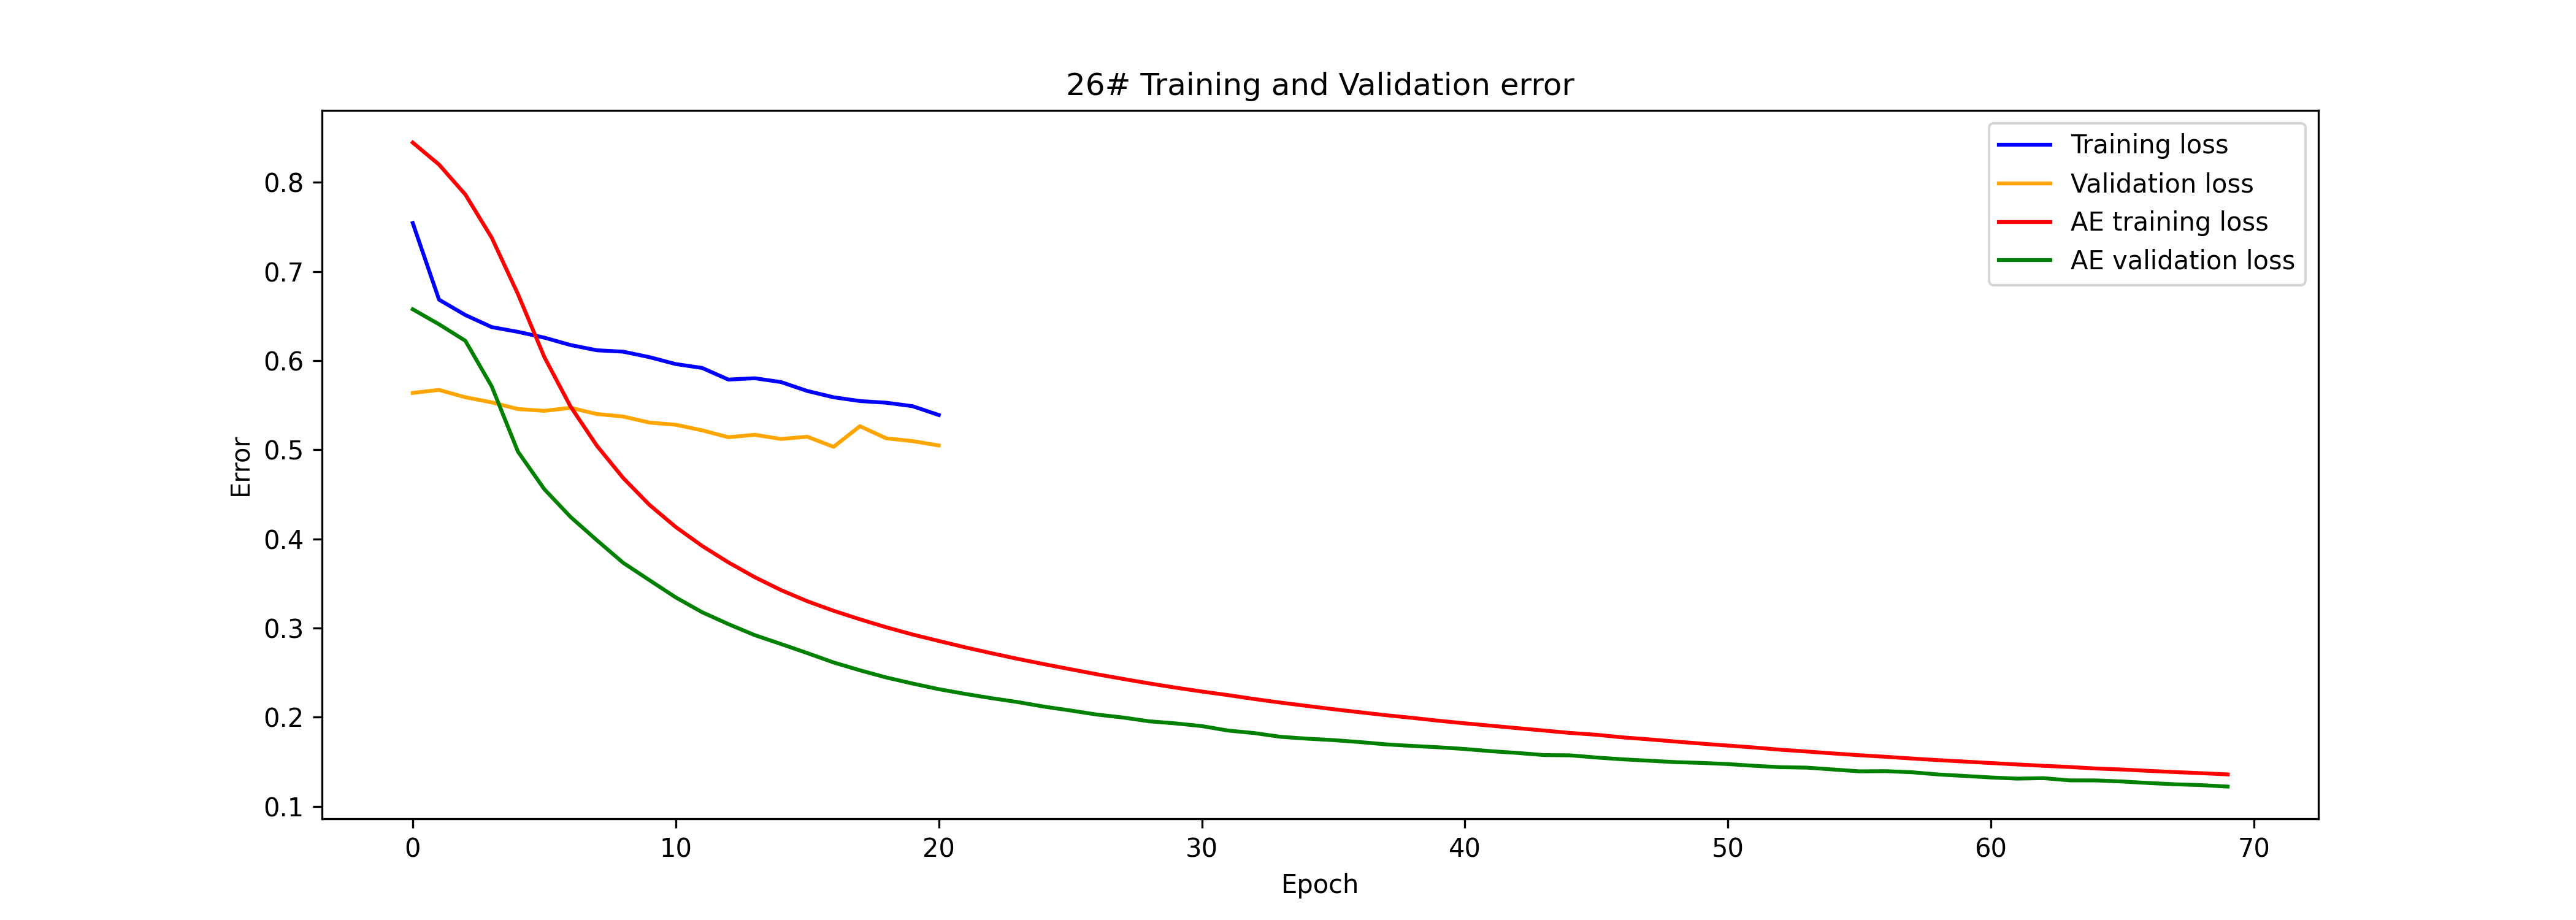 26# Training and Validation error
Training loss
Validation loss
AE training loss
AE validation loss
0.8
0.7
0.6
0.5
0.4
0.3
0.2
0.1
Error
0 10 20 30 40 50 60 70
Epoch